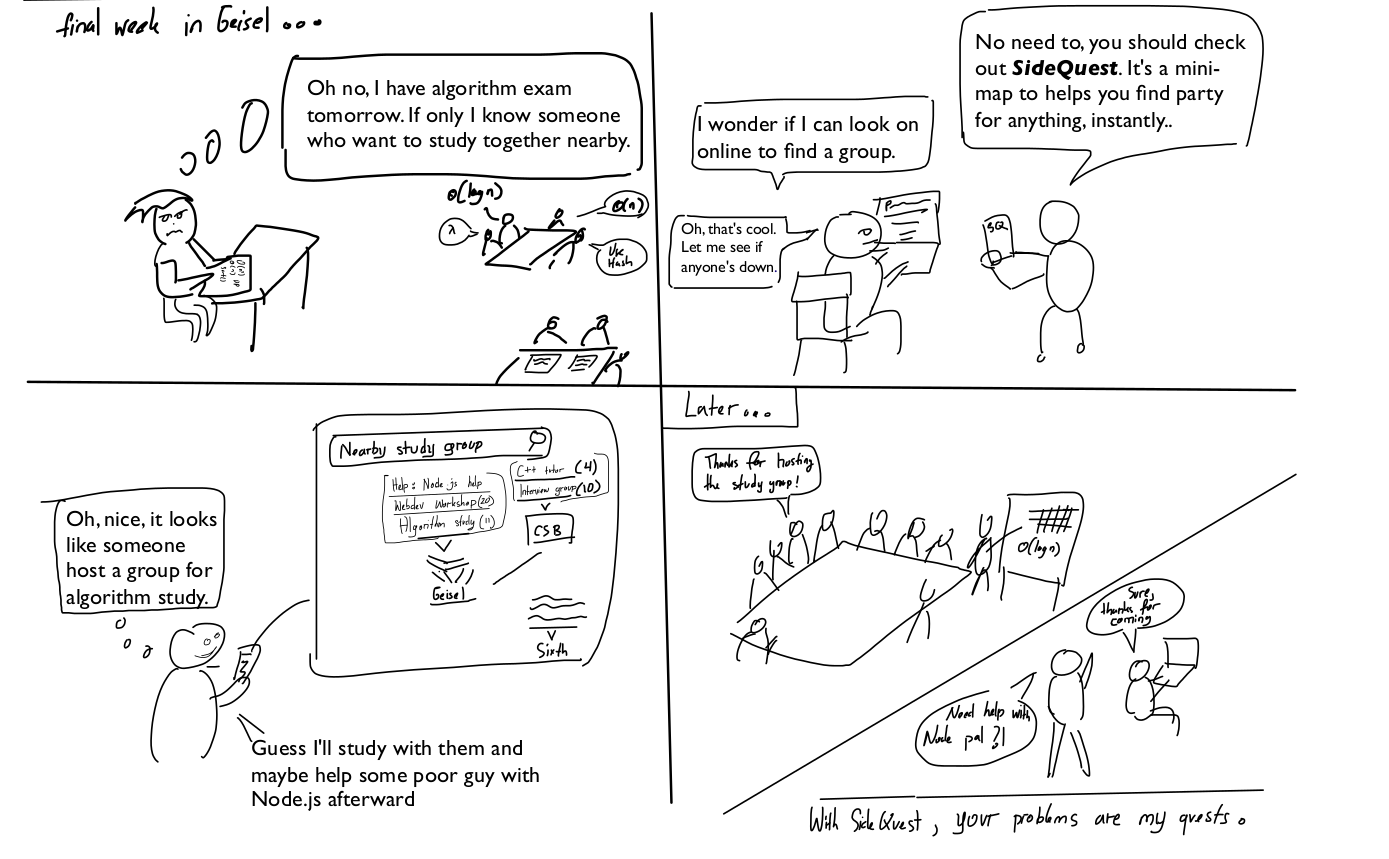 final week in Geisel ...
Oh no, I have algorithm exam
tomorrow. If only I know someone
who want to study together nearby.
O(log n)
O(n)
λ
Use
Hash
I wonder if I can look on
online to find a group.
No need to, you should check
out SideQuest. It's a mini-
map to helps you find party
for anything, instantly..
Oh, that's cool.
Let me see if
anyone's down.
SQ
Oh, nice, it looks
like someone
host a group for
algorithm study.
Nearby study group
Help: Node.js help
Webdev Workshop (20)
Algorithm study (11)
Geisel
C++ tutor (4)
Interview group (10)
CSB
Sixth
Guess I'll study with them and
maybe help some poor guy with
Node.js afterward
Later...
Thanks for hosting
the study group!
O(log n)
Sure,
thanks for
coming
Need help with
Node pal?!
With SideQuest, your problems are my quests.